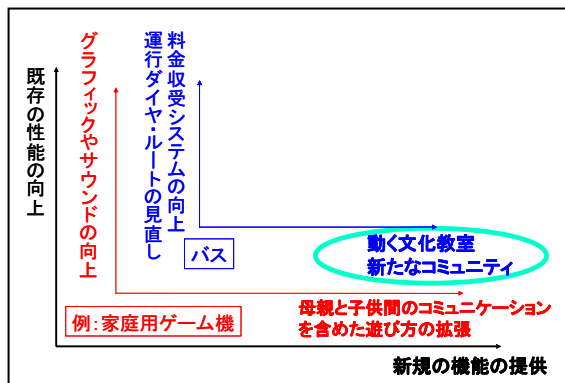 既存の性能の向上
グラフィックやサウンドの向上
料金収受システムの向上
運行ダイヤ・ルートの見直し
バス
動く文化教室
新たなコミュニティ
例：家庭用ゲーム機
母親と子供間のコミュニケーション
を含めた遊び方の拡張
新規の機能の提供